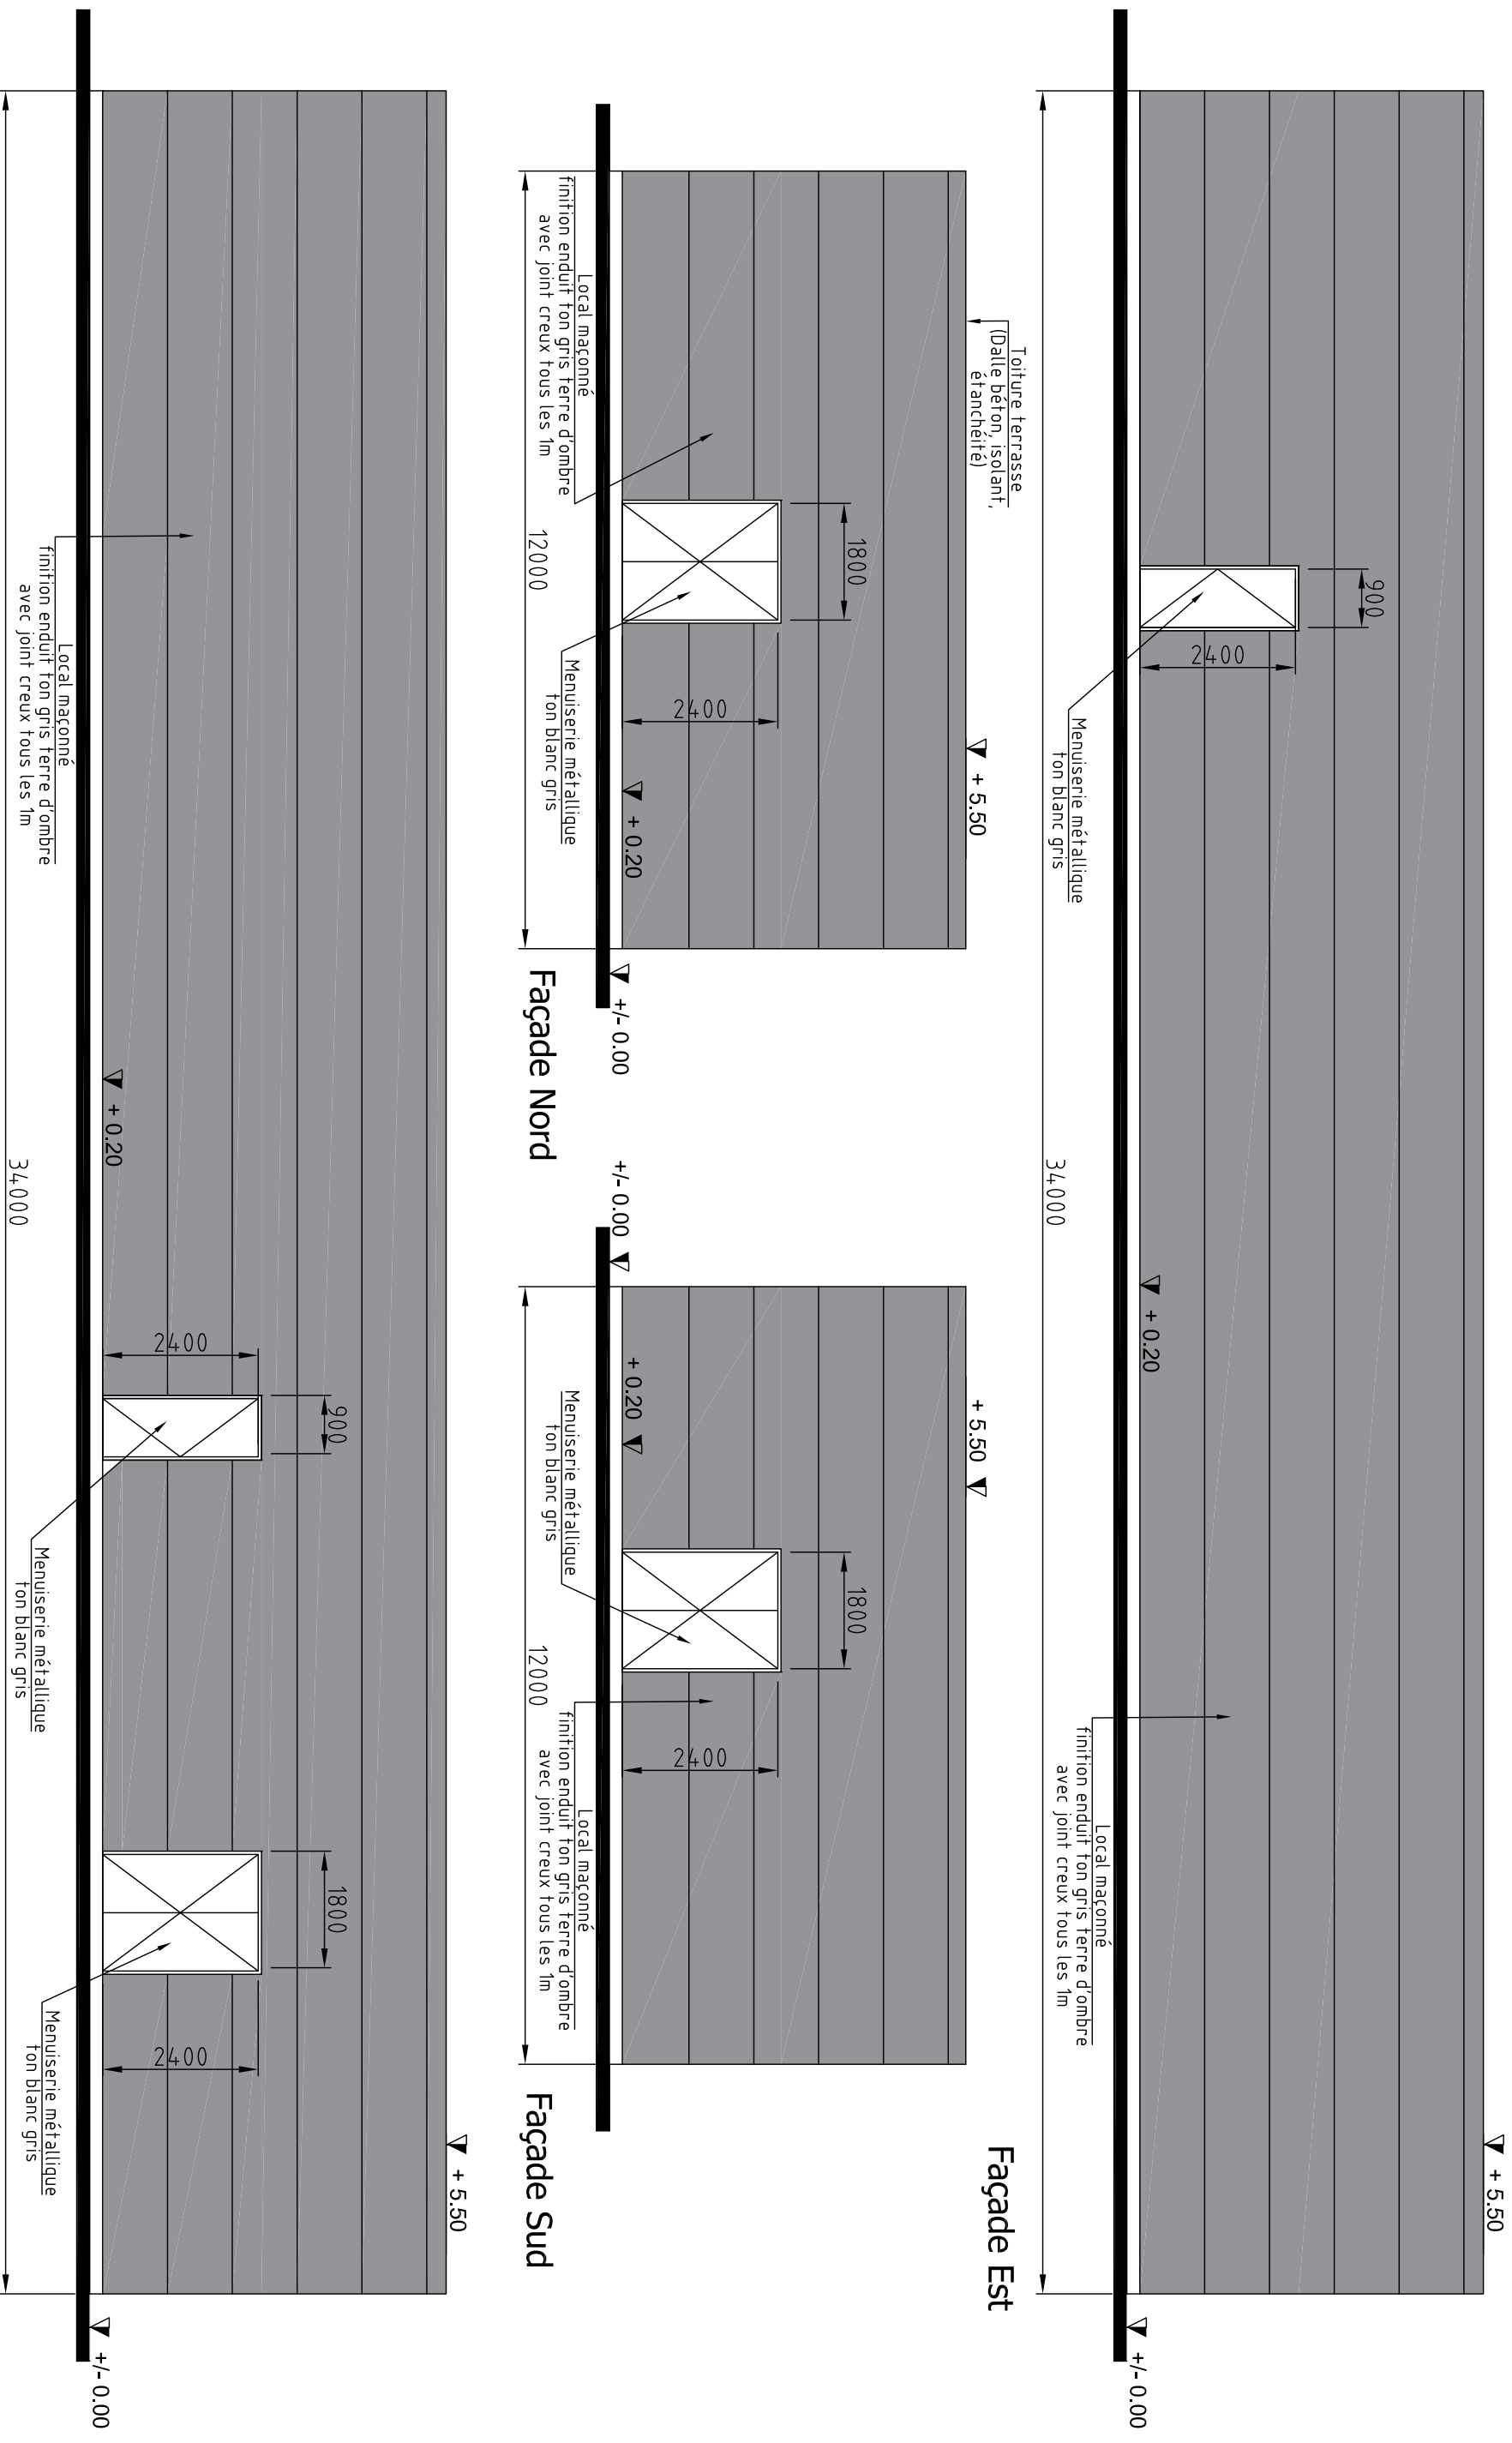 + 5.50
900
2400
Menuiserie métallique
ton blanc gris
+ 0.20
Local maçonné
finition enduit ton gris terre d'ombre
avec joint creux tous les 1m
+/- 0.00
34000
Façade Est
Toiture terrasse
(Dalle béton, isolant,
étanchéité)
+ 5.50
1800
2400
+ 0.20
+/- 0.00
Local maçonné
finition enduit ton gris terre d'ombre
avec joint creux tous les 1m
Menuiserie métallique
ton blanc gris
12000
Façade Nord
+ 5.50
1800
2400
+ 0.20
+/- 0.00
Menuiserie métallique
ton blanc gris
Local maçonné
finition enduit ton gris terre d'ombre
avec joint creux tous les 1m
12000
Façade Sud
+ 5.50
900
1800
2400
2400
+ 0.20
+/- 0.00
Local maçonné
finition enduit ton gris terre d'ombre
avec joint creux tous les 1m
Menuiserie métallique
ton blanc gris
Menuiserie métallique
ton blanc gris
34000